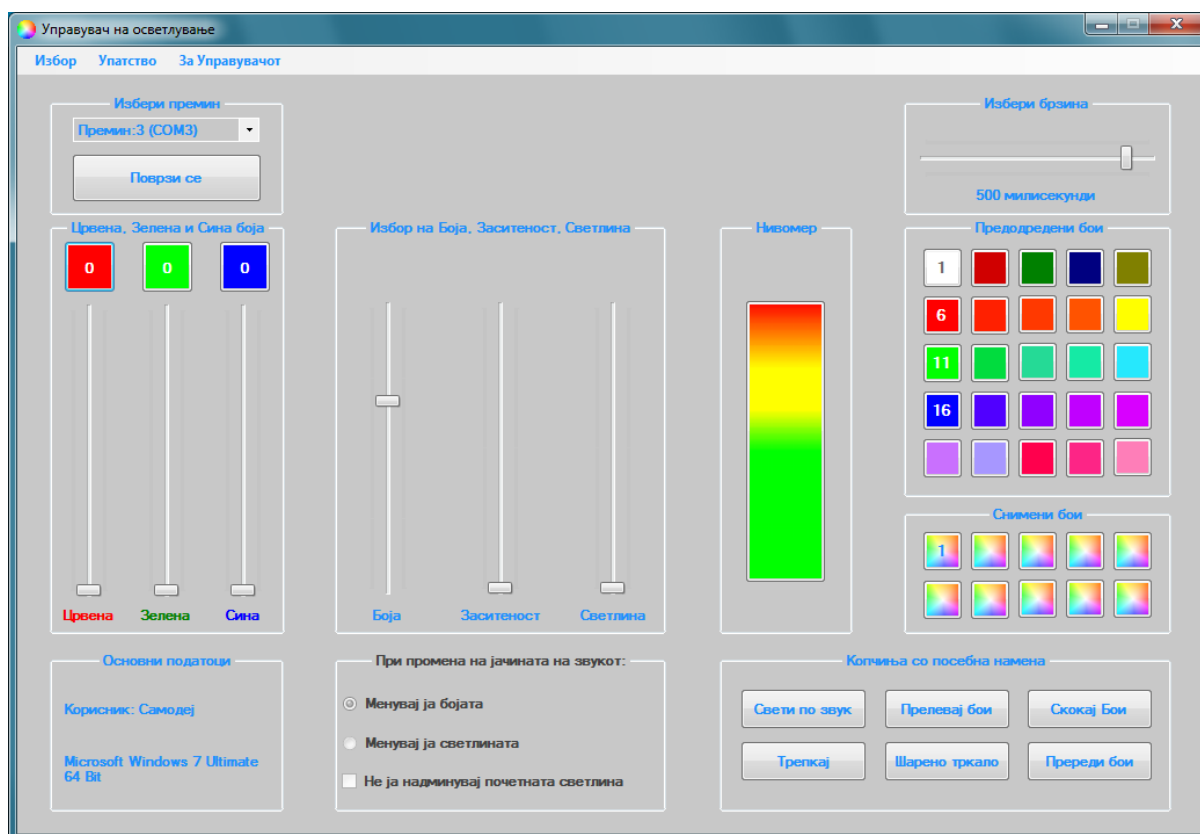 Управувач на осветлување
Избор Упатство За Управувачот
Избери премин
Премин:3 (COM3)
Поврзи се
Избери брзина
500 милисекунди
Црвена, Зелена и Сина боја
0 0 0
Црвена Зелена Сина
Избор на Боја, Заситеност, Светлина
Боја Заситеност Светлина
Нивомер
Предодредени бои
1
6
11
16
Снимени бои
1
Основни податоци
Корисник: Самодеј
Microsoft Windows 7 Ultimate
64 Bit
При промена на јачината на звукот:
Менувај ја бојата
Менувај ја светлината
Не ја надминувај почетната светлина
Копчиња со посебна намена
Свети по звук Прелевај бои Скокај Бои
Трепкај Шарено тркало Пререди бои